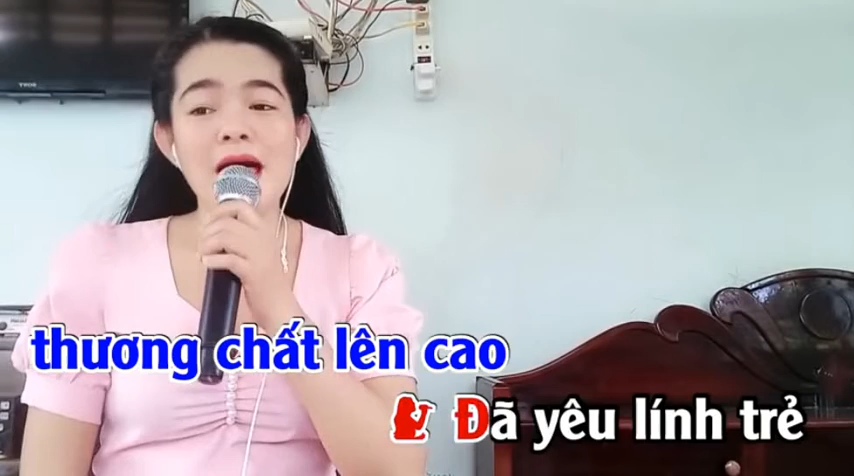 thương chất lên cao
Đã yêu lính trẻ